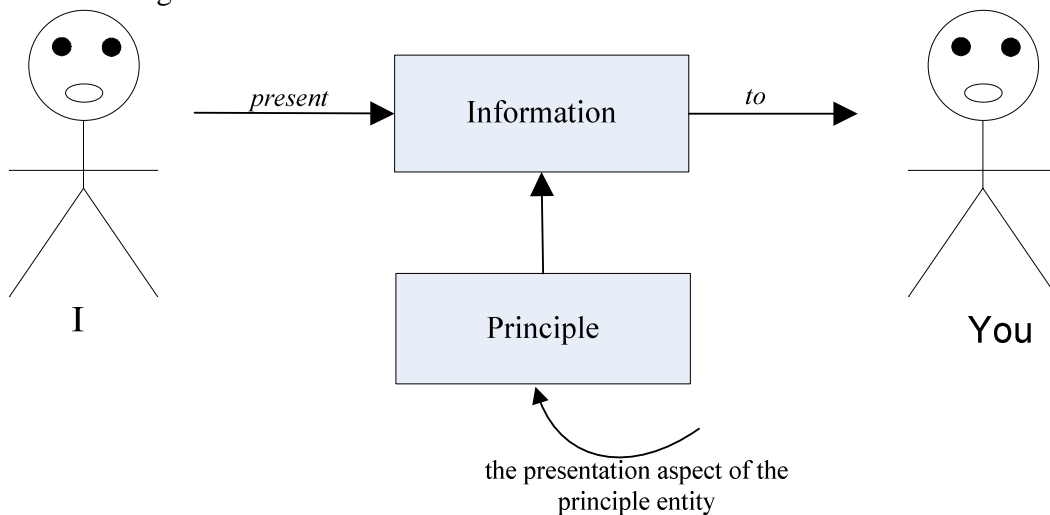 present
Information
to
Principle
I
You
the presentation aspect of the
principle entity